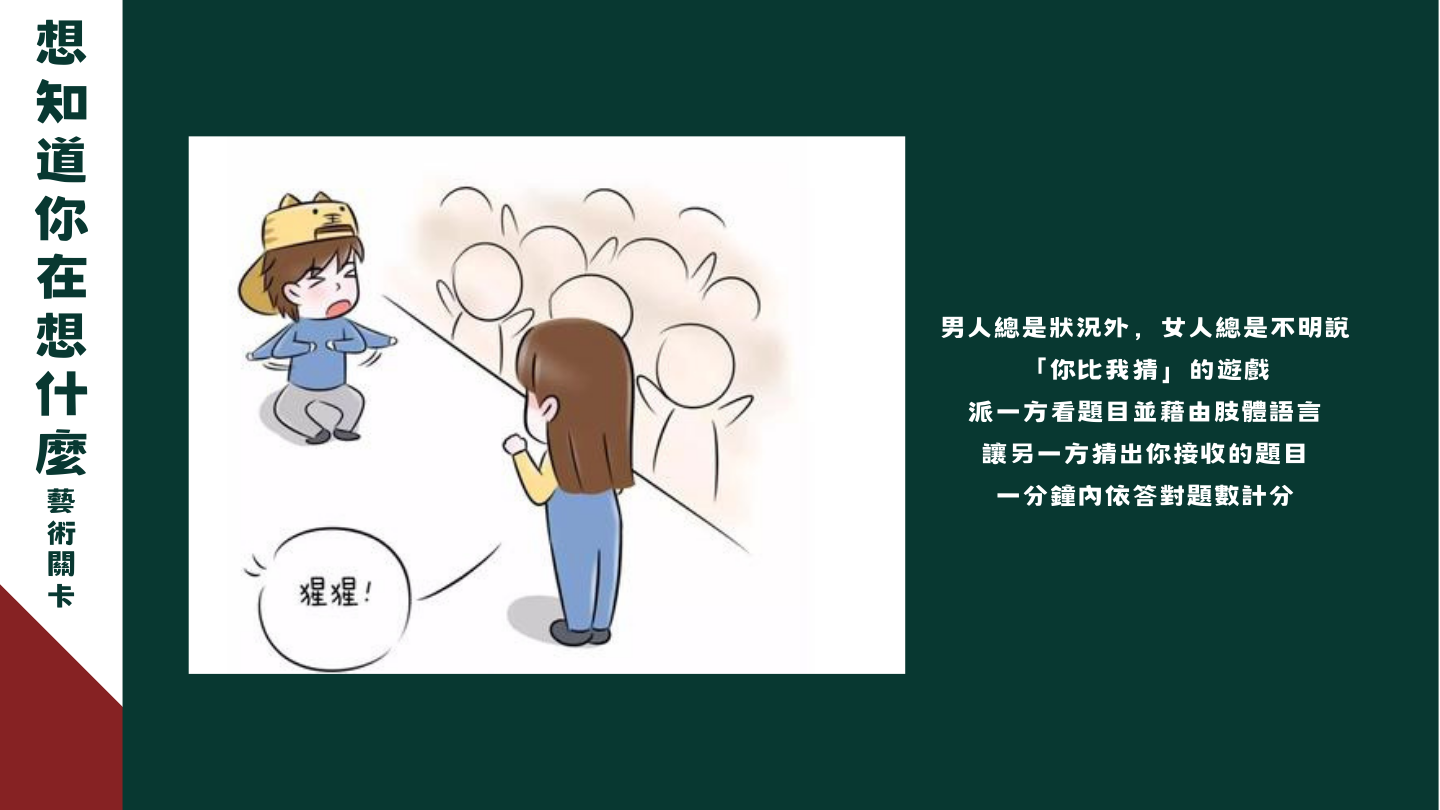 想知道你在想什麼
藝術關卡
猩猩!
男人總是狀況外，女人總是不明說
「你比我猜」的遊戲
派一方看題目並藉由肢體語言
讓另一方猜出你接收的題目
一分鐘內依答對題數計分